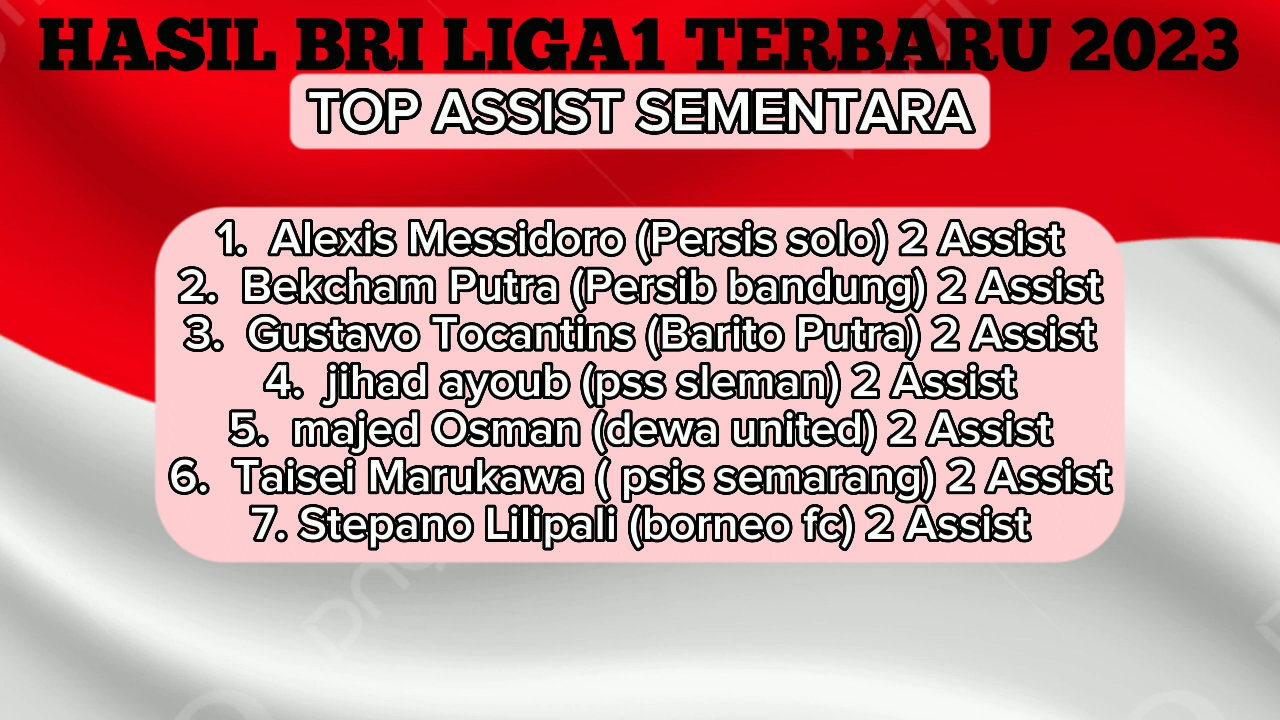 HASIL BRI LIGA1 TERBARU 2023
TOP ASSIST SEMENTARA
1. Alexis Messidoro (Persis solo) 2 Assist
2. Bekcham Putra (Persib bandung) 2 Assist
3. Gustavo Tocantins (Barito Putra) 2 Assist
4. jihad ayoub (pss sleman) 2 Assist
5. majed Osman (dewa united) 2 Assist
6. Taisei Marukawa ( psis semarang) 2 Assist
7. Stepano Lilipali (borneo fc) 2 Assist